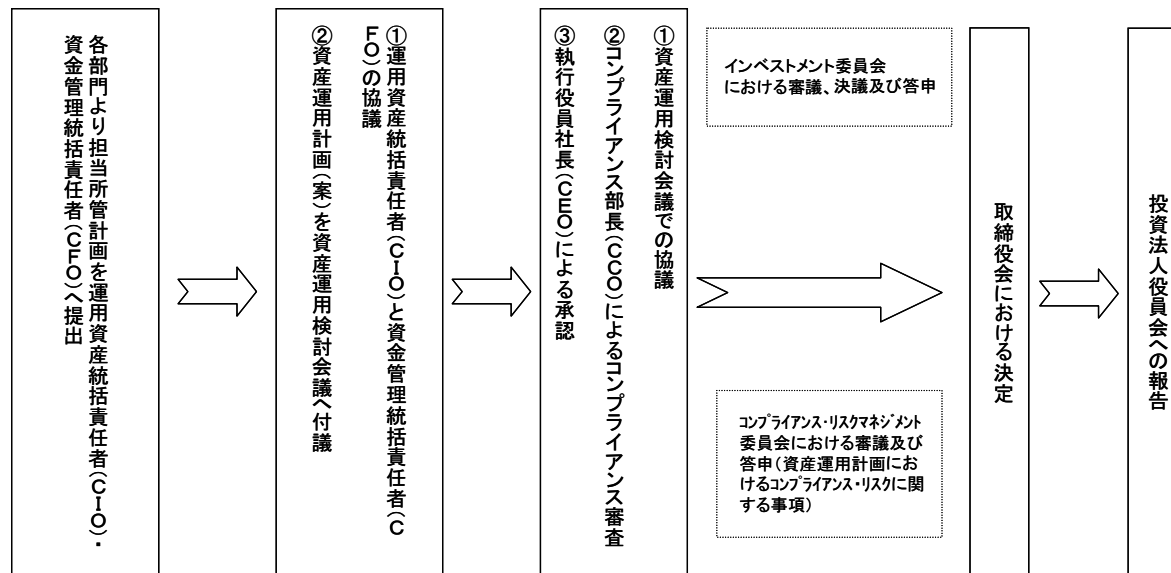 各部門より担当所管計画を運用資産統括責任者(CIO)・
資金管理統括責任者(CFO)へ提出
①運用資産統括責任者(CIO)と資金管理統括責任者(C
FO)の協議
②資産運用計画(案)を資産運用検討会議へ付議
①資産運用検討会議での協議
②コンプライアンス部長(CCO)によるコンプライアンス審査
③執行役員社長(CEO)による承認
インベストメント委員会
における審議、決議及び答申
コンプライアンス・リスクマネジメント
委員会における審議及び
答申(資産運用計画にお
けるコンプライアンス・リスクに関
する事項)
取締役会における決定
投資法人役員会への報告